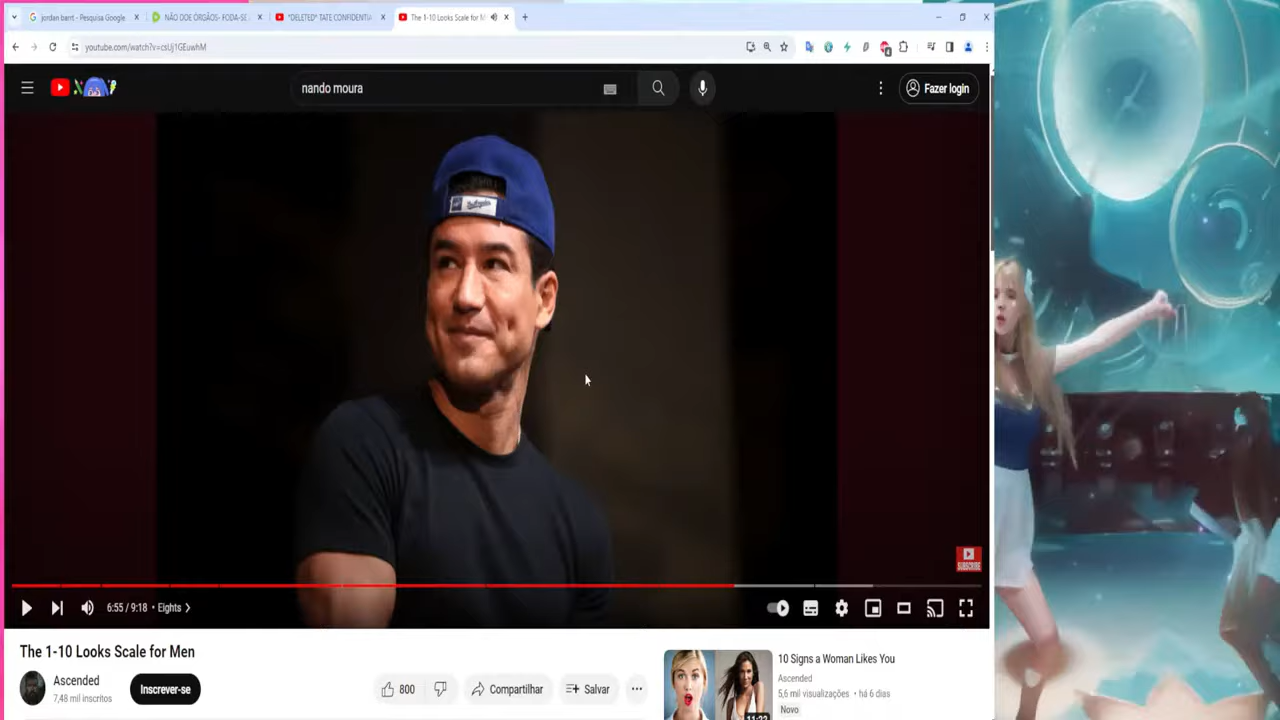 jordan barrt - Pesquisa Google
NÃO DOE ÓRGÃOS- FODA-SE
*DELETED* TATE CONFIDENTIA
The 1-10 Looks Scale for M
youtube.com/watch?v=csUj1GEuwhM
nando moura
Fazer login
SUBSCRIBE
6:55 / 9:18 • Eights
The 1-10 Looks Scale for Men
Ascended
7,48 mil inscritos
Inscrever-se
800
Compartilhar
Salvar
10 Signs a Woman Likes You
Ascended
5,6 mil visualizações • há 6 dias
Novo